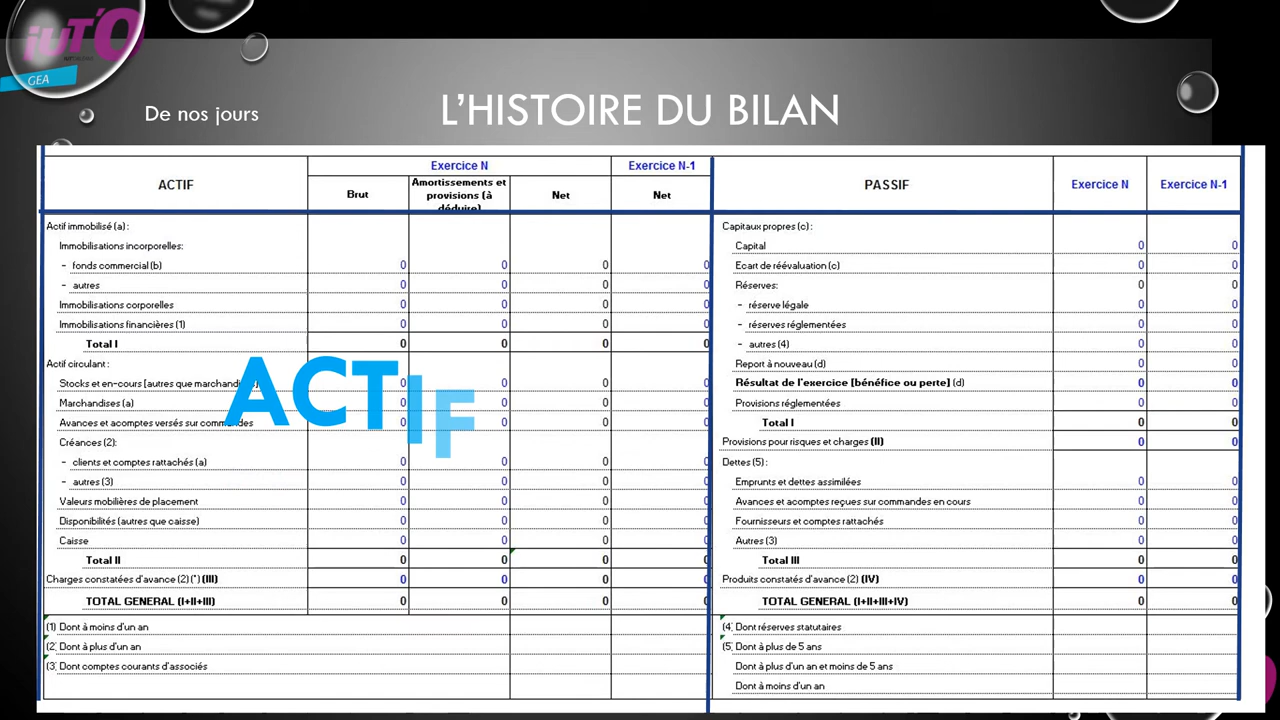 iUT'O
GEA
De nos jours
L'HISTOIRE DU BILAN
ACTIF
Exercice N
Exercice N-1
Brut
Amortissements et provisions (à déduire)
Net
Net
PASSIF
Exercice N
Exercice N-1
Actif immobilisé (a) :
Immobilisations incorporelles:
- fonds commercial (b) 0 0 0 0
- autres 0 0 0 0
Immobilisations corporelles 0 0 0 0
Immobilisations financières (1) 0 0 0 0
Total I 0 0 0 0
Actif circulant :
Stocks et en-cours [autres que marchandises] 0 0 0
Marchandises (a) 0 0 0 0
Avances et acomptes versés sur commandes 0 0 0 0
Créances (2):
- clients et comptes rattachés (a) 0 0 0 0
- autres (3) 0 0 0 0
Valeurs mobilières de placement 0 0 0 0
Disponibilités (autres que caisse) 0 0 0 0
Caisse 0 0 0 0
Total II 0 0 0 0
Charges constatées d'avance (2) (*) (III) 0 0 0 0
TOTAL GENERAL (I+II+III) 0 0 0 0
(1) Dont à moins d'un an
(2) Dont à plus d'un an
(3) Dont comptes courants d'associés
ACTIF
Capitaux propres (c) :
Capital 0 0
Ecart de réévaluation (c) 0 0
Réserves: 0 0
- réserve légale 0 0
- réserves réglementées 0 0
- autres (4) 0 0
Report à nouveau (d) 0 0
Résultat de l'exercice [bénéfice ou perte] (d) 0 0
Provisions réglementées 0 0
Total I 0 0
Provisions pour risques et charges (II) 0 0
Dettes (5) :
Emprunts et dettes assimilées 0 0
Avances et acomptes reçues sur commandes en cours 0 0
Fournisseurs et comptes rattachés 0 0
Autres (3) 0 0
Total III 0 0
Produits constatés d'avance (2) (IV) 0 0
TOTAL GENERAL (I+II+III+IV) 0 0
(4) Dont réserves statutaires
(5) Dont à plus de 5 ans
Dont à plus d'un an et moins de 5 ans
Dont à moins d'un an